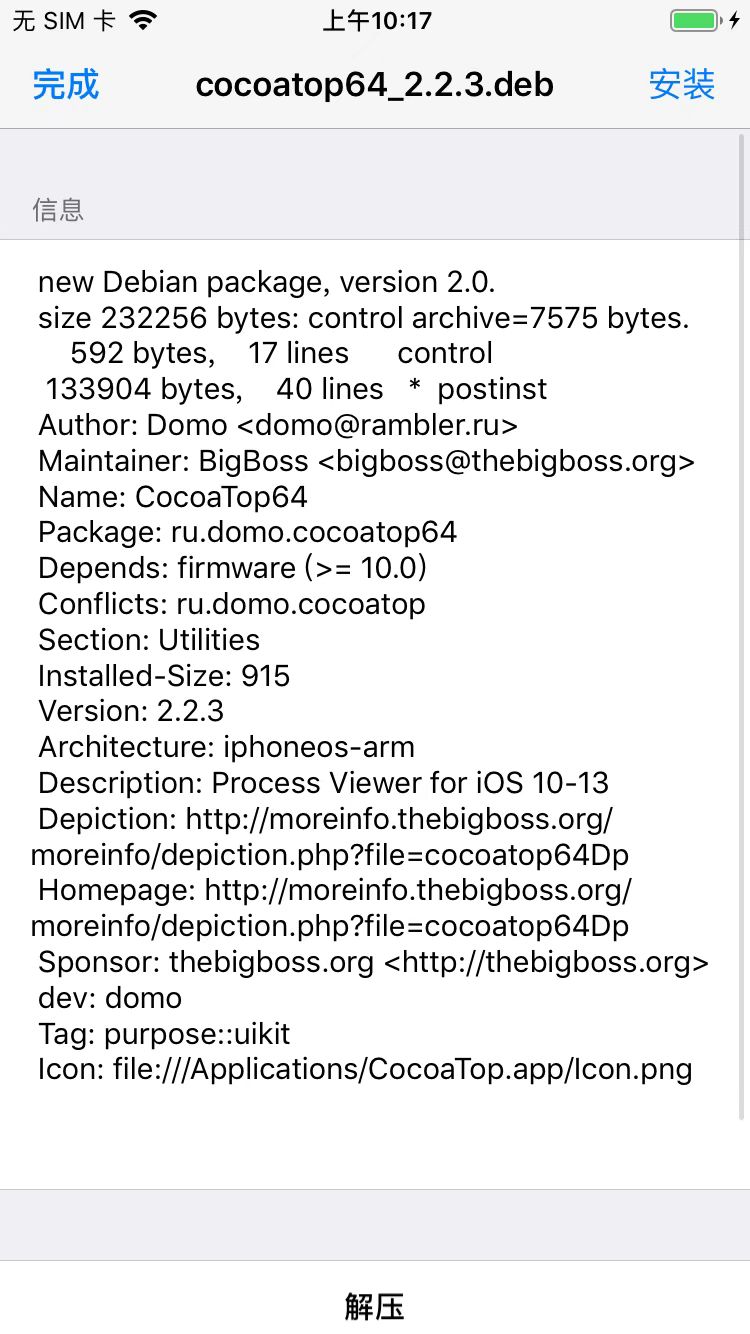 无 SIM 卡 上午10:17
完成 cocoatop64_2.2.3.deb 安装
信息
new Debian package, version 2.0.
size 232256 bytes: control archive=7575 bytes.
592 bytes, 17 lines control
133904 bytes, 40 lines * postinst
Author: Domo <domo@rambler.ru>
Maintainer: BigBoss <bigboss@thebigboss.org>
Name: CocoaTop64
Package: ru.domo.cocoatop64
Depends: firmware (>= 10.0)
Conflicts: ru.domo.cocoatop
Section: Utilities
Installed-Size: 915
Version: 2.2.3
Architecture: iphoneos-arm
Description: Process Viewer for iOS 10-13
Depiction: http://moreinfo.thebigboss.org/
moreinfo/depiction.php?file=cocoatop64Dp
Homepage: http://moreinfo.thebigboss.org/
moreinfo/depiction.php?file=cocoatop64Dp
Sponsor: thebigboss.org <http://thebigboss.org>
dev: domo
Tag: purpose::uikit
Icon: file:///Applications/CocoaTop.app/Icon.png
解压